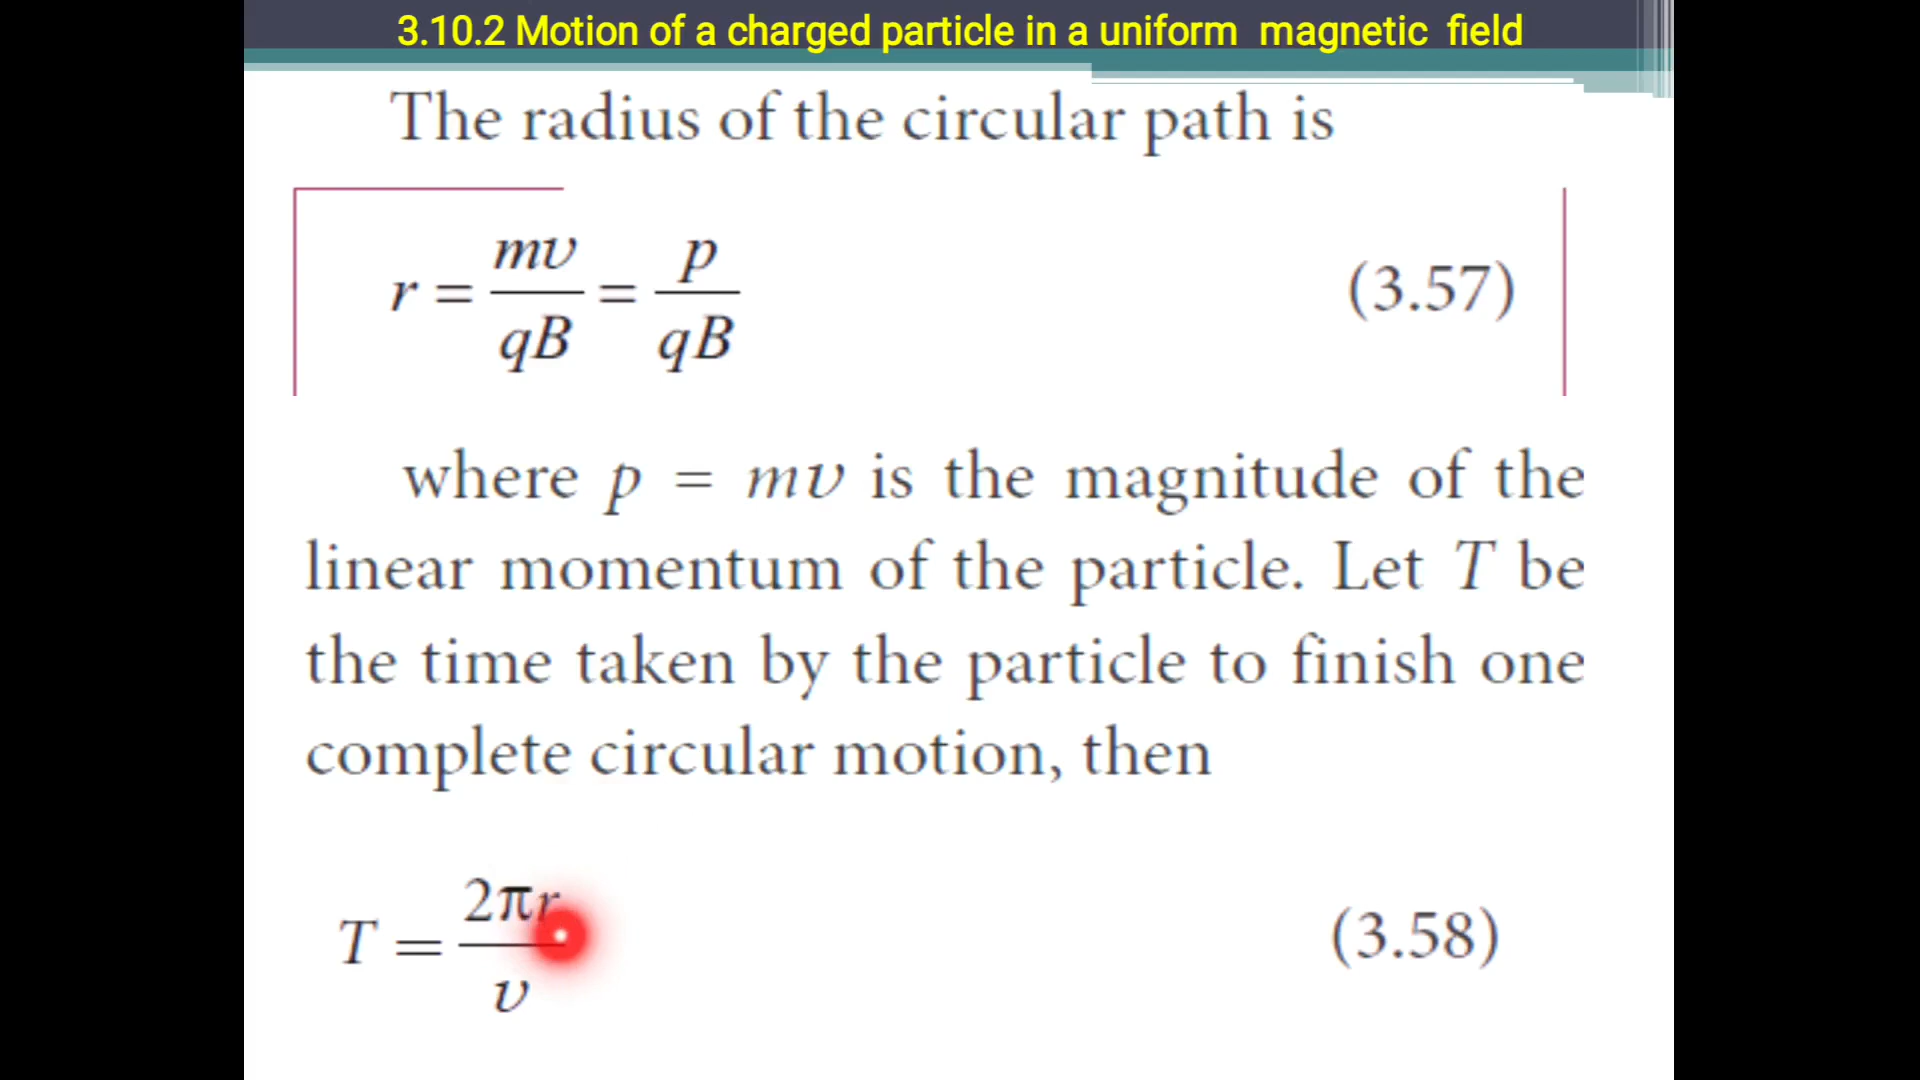 3.10.2 Motion of a charged particle in a uniform magnetic field
The radius of the circular path is
r = mυ/qB = p/qB (3.57)
where p = mυ is the magnitude of the
linear momentum of the particle. Let T be
the time taken by the particle to finish one
complete circular motion, then
T = 2πr/υ (3.58)